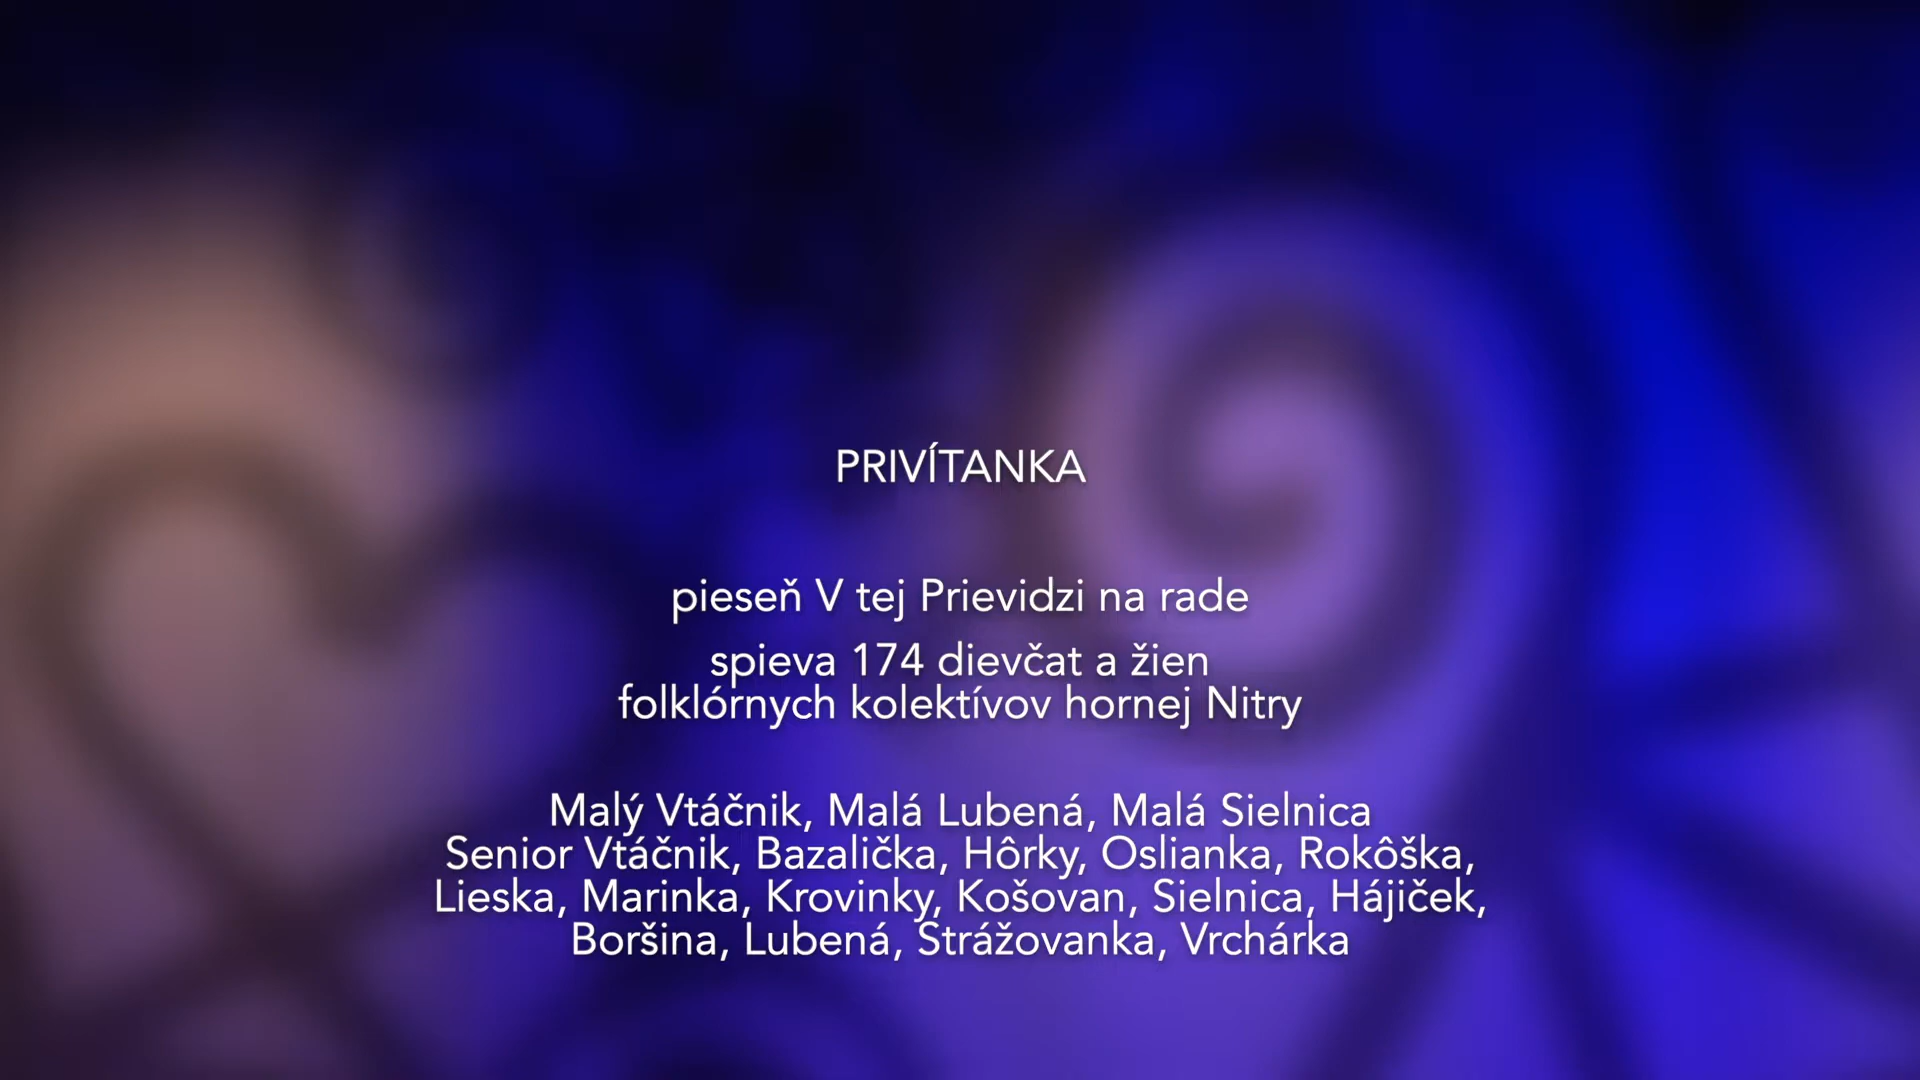 PRIVÍTANKA
pieseň V tej Prievidzi na rade
spieva 174 dievčat a žien
folklórnych kolektívov hornej Nitry
Malý Vtáčnik, Malá Lubená, Malá Sielnica
Senior Vtáčnik, Bazalička, Hôrky, Oslianka, Rokôška,
Lieska, Marinka, Krovinky, Košovan, Sielnica, Hájiček,
Boršina, Lubená, Strážovanka, Vrchárka